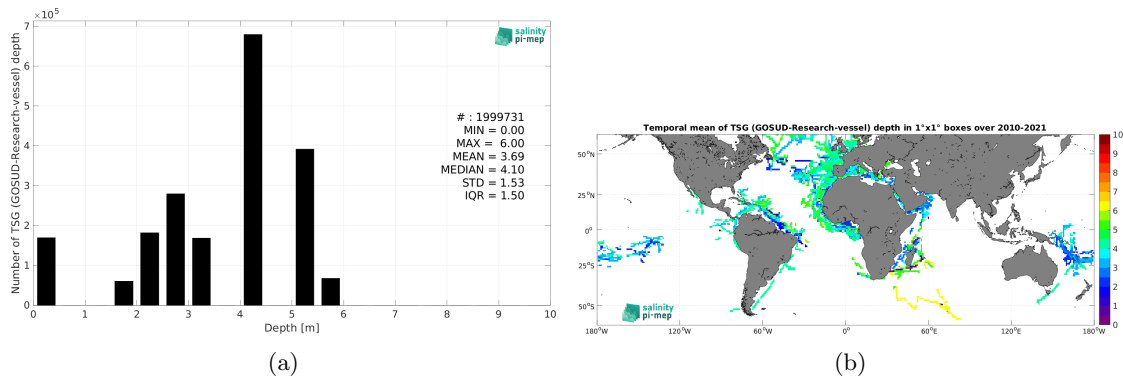 ×10⁵
7
6
5
4
3
2
1
0
Number of TSG (GOSUD-Research-vessel) depth
salinity
pi-mep
# : 1999731
MIN = 0.00
MAX = 6.00
MEAN = 3.69
MEDIAN = 4.10
STD = 1.53
IQR = 1.50
0 1 2 3 4 5 6 7 8 9 10
Depth [m]
(a)
Temporal mean of TSG (GOSUD-Research-vessel) depth in 1°x1° boxes over 2010-2021
50°N
25°N
0°
25°S
50°S
180°W 120°W 60°W 0° 60°E 120°E 180°E
salinity
pi-mep
10
9
8
7
6
5
4
3
2
1
0
(b)